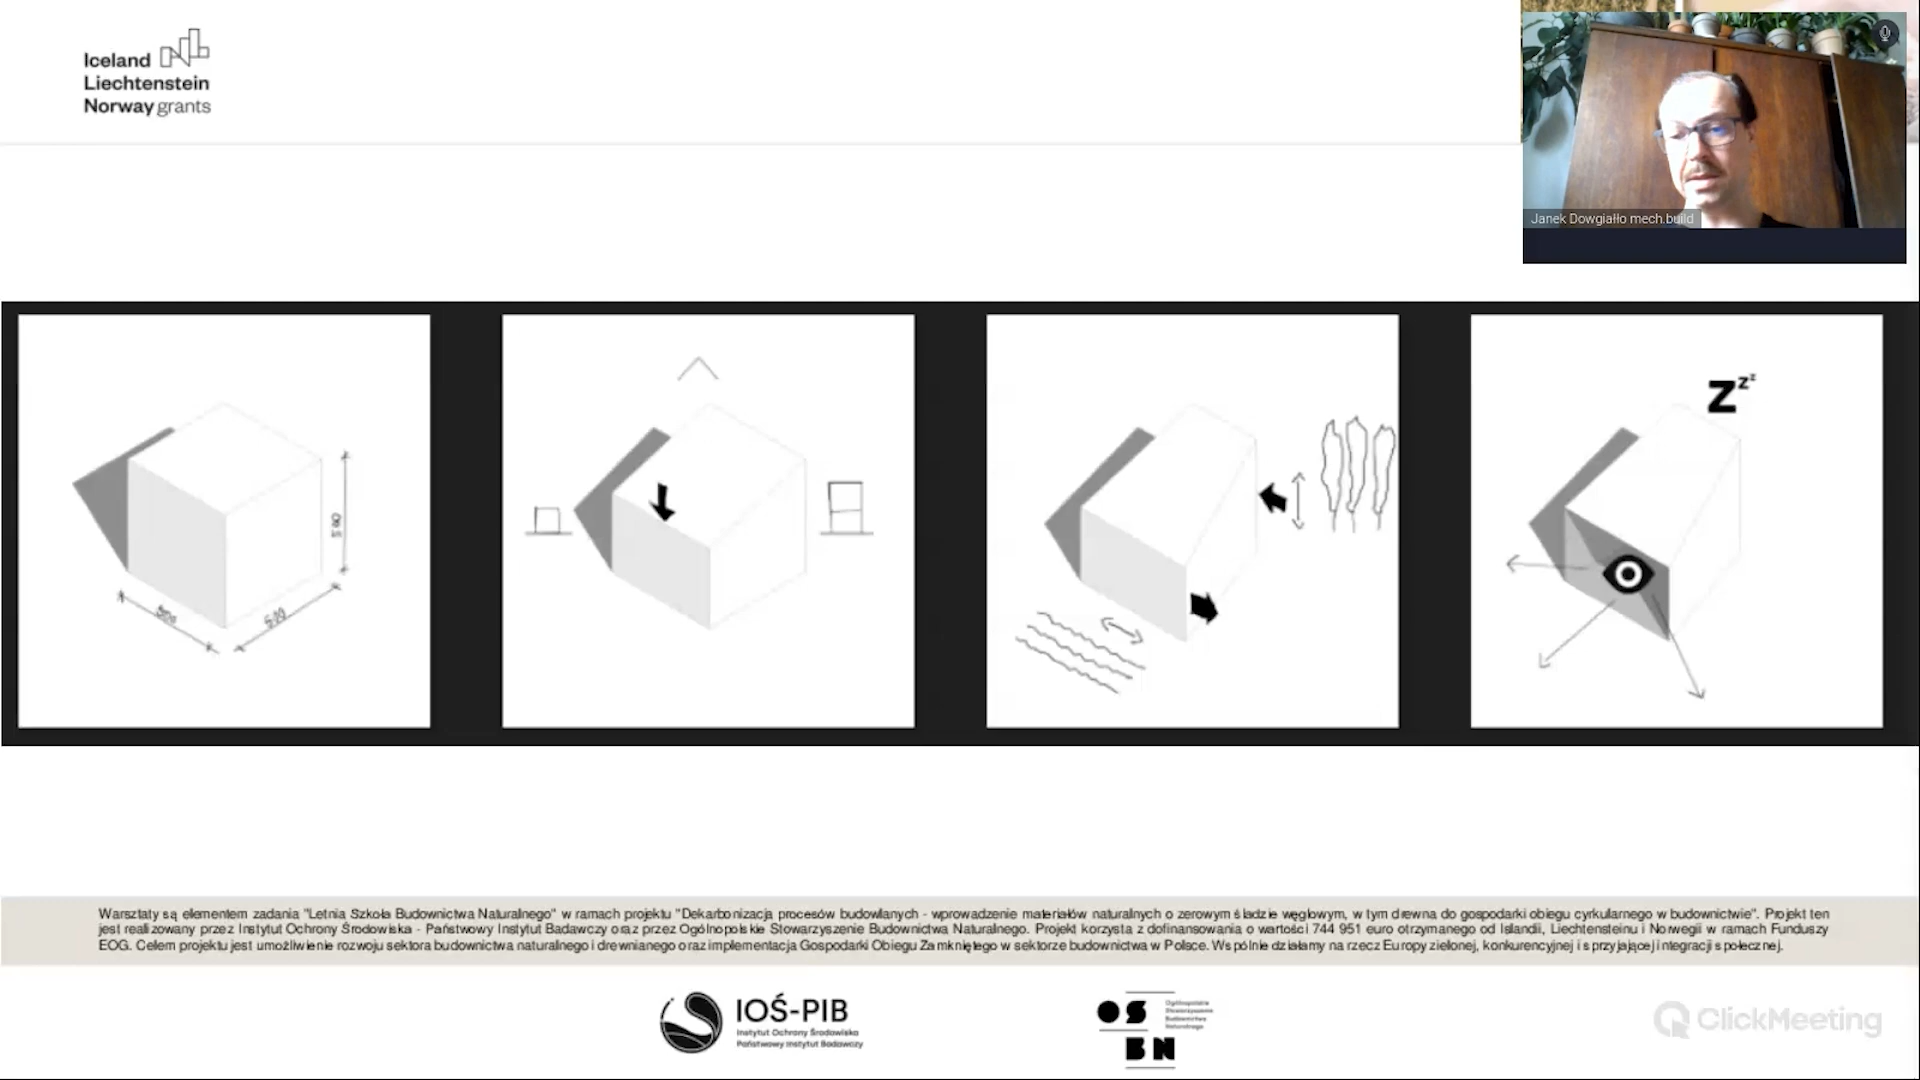 Iceland
Liechtenstein
Norway grants
Janek Dowgiałło mech.build
500
Z z z
Warsztaty są elementem zadania "Letnia Szkoła Budownictwa Naturalnego" w ramach projektu "Dekarbonizacja procesów budowlanych - wprowadzenie materiałów naturalnych o zerowym śladzie węglowym, w tym drewna do gospodarki obiegu cyrkularnego w budownictwie". Projekt ten
jest realizowany przez Instytut Ochrony Środowiska - Państwowy Instytut Badawczy oraz przez Ogólnopolskie Stowarzyszenie Budownictwa Naturalnego. Projekt korzysta z dofinansowania o wartości 744 951 euro otrzymanego od Islandii, Liechtensteinu i Norwegii w ramach Funduszy
EOG. Celem projektu jest umożliwienie rozwoju sektora budownictwa naturalnego i drewnianego oraz implementacja Gospodarki Obiegu Zamkniętego w sektorze budownictwa w Polsce. Wspólnie działamy na rzecz Europy zielonej, konkurencyjnej i sprzyjającej integracji społecznej.
IOŚ-PIB
Instytut Ochrony Środowiska
Państwowy Instytut Badawczy
OS
BN
Ogólnopolskie
Stowarzyszenie
Budownictwa
Naturalnego
ClickMeeting